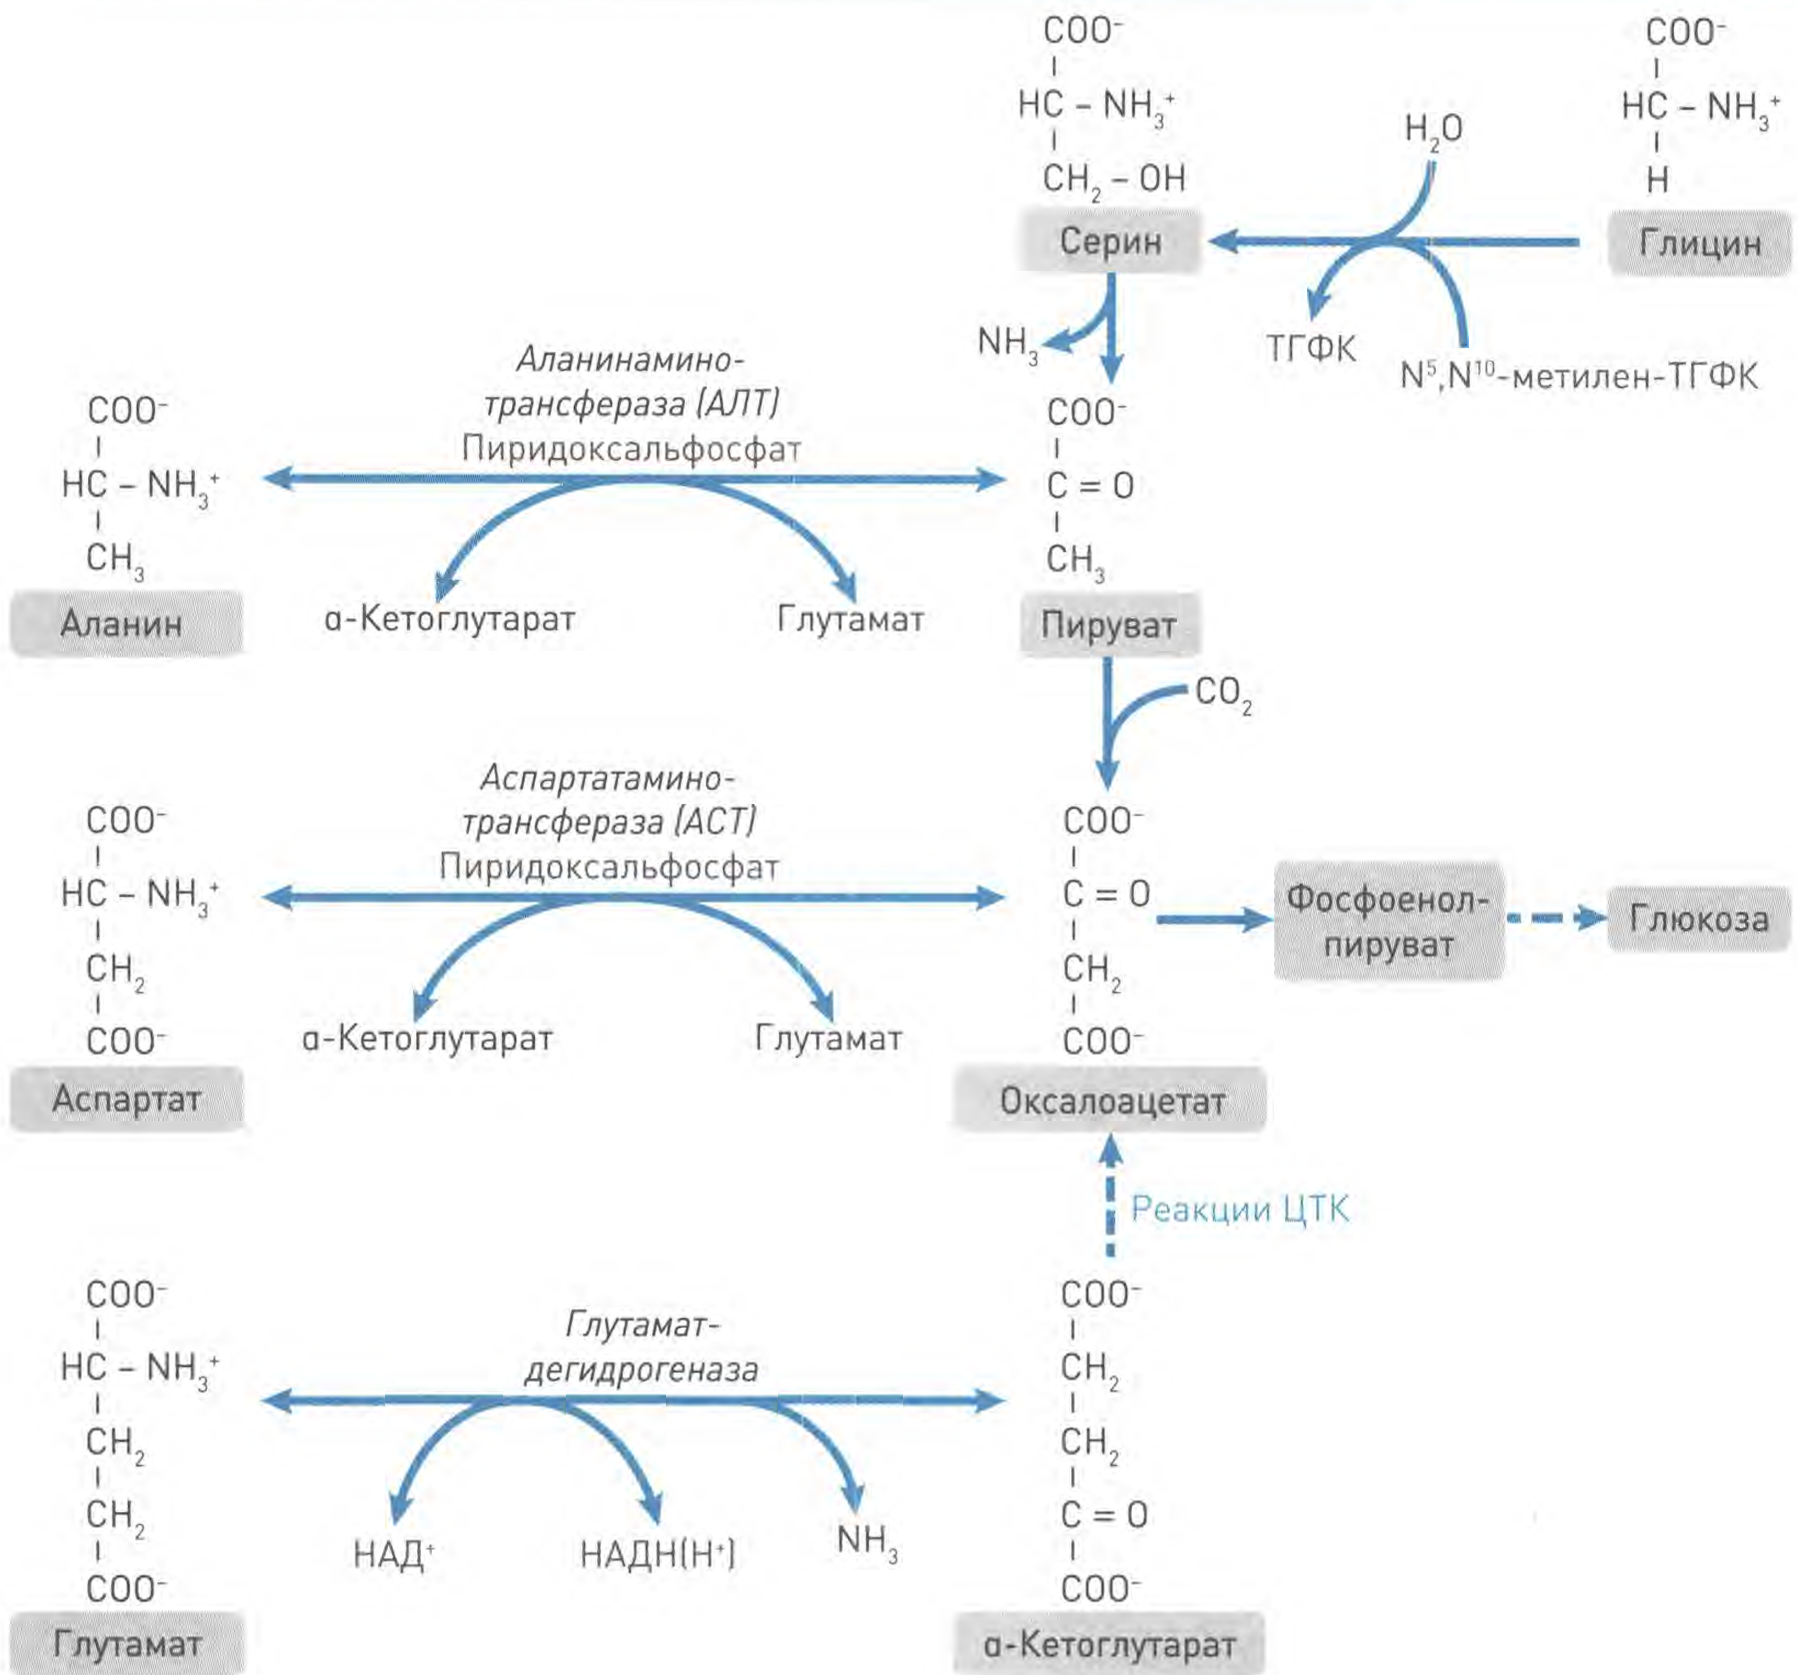 COO⁻
HC – NH₃⁺
CH₂ – OH
Серин
COO⁻
HC – NH₃⁺
H
Глицин
H₂O
ТГФК
N⁵,N¹⁰-метилен-ТГФК
NH₃
COO⁻
HC – NH₃⁺
CH₃
Аланин
Аланинамино-
трансфераза (АЛТ)
Пиридоксальфосфат
α-Кетоглутарат
Глутамат
COO⁻
C = O
CH₃
Пируват
CO₂
COO⁻
HC – NH₃⁺
CH₂
COO⁻
Аспартат
Аспартатамино-
трансфераза (АСТ)
Пиридоксальфосфат
α-Кетоглутарат
Глутамат
COO⁻
C = O
CH₂
COO⁻
Оксалоацетат
Фосфоенол-
пируват
Глюкоза
Реакции ЦТК
COO⁻
HC – NH₃⁺
CH₂
CH₂
COO⁻
Глутамат
Глутамат-
дегидрогеназа
НАД⁺
НАДН(Н⁺)
NH₃
COO⁻
CH₂
CH₂
C = O
COO⁻
α-Кетоглутарат